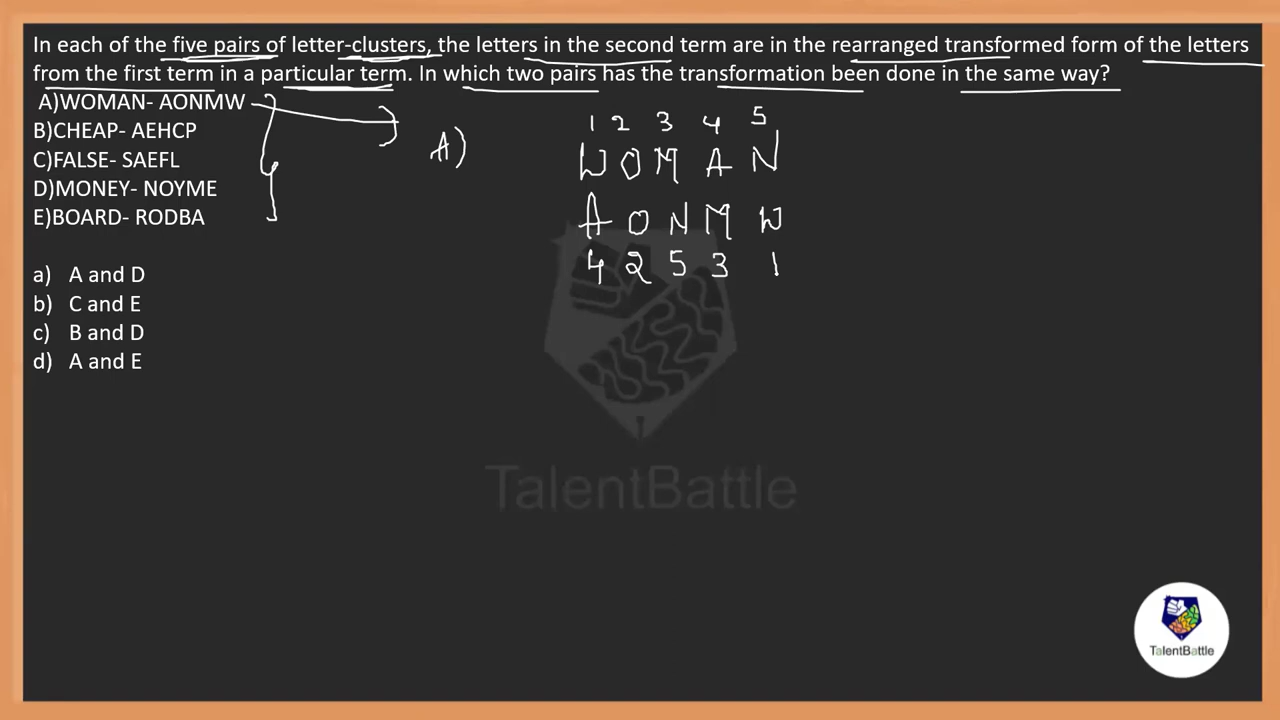 In each of the five pairs of letter-clusters, the letters in the second term are in the rearranged transformed form of the letters
from the first term in a particular term. In which two pairs has the transformation been done in the same way?
A)WOMAN- AONMW
B)CHEAP- AEHCP
C)FALSE- SAEFL
D)MONEY- NOYME
E)BOARD- RODBA
a) A and D
b) C and E
c) B and D
d) A and E
A)
1 2 3 4 5
W O M A N
A O N M W
4 2 5 3 1
TalentBattle
TalentBattle